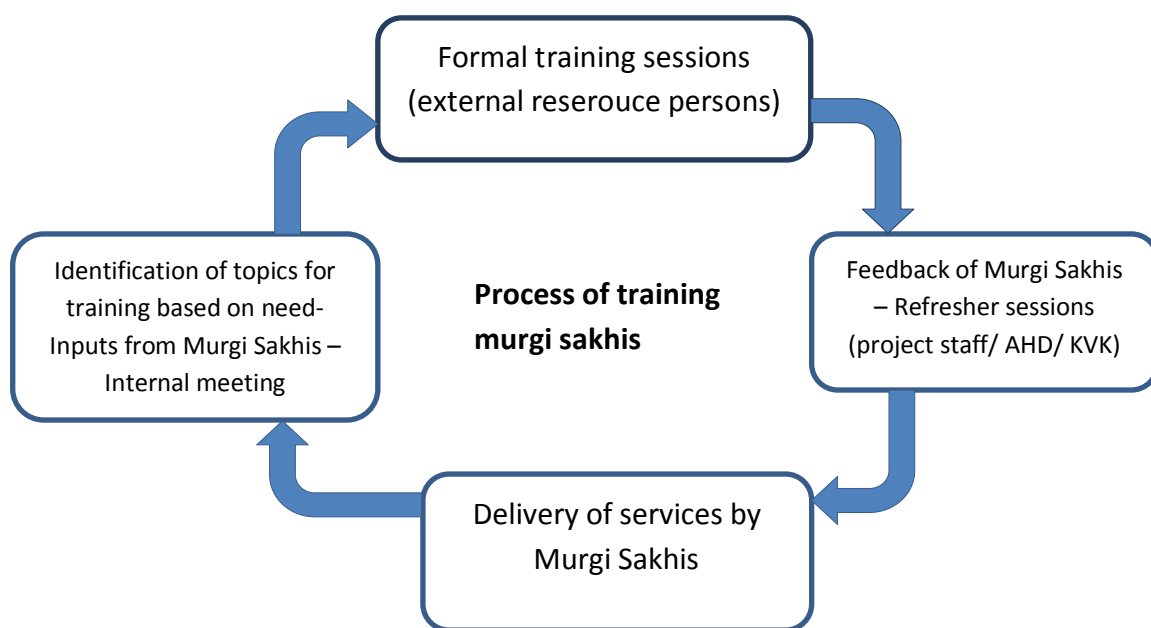 Formal training sessions
(external reserouce persons)
Identification of topics for
training based on need-
Inputs from Murgi Sakhis –
Internal meeting
Process of training
murgi sakhis
Feedback of Murgi Sakhis
– Refresher sessions
(project staff/ AHD/ KVK)
Delivery of services by
Murgi Sakhis